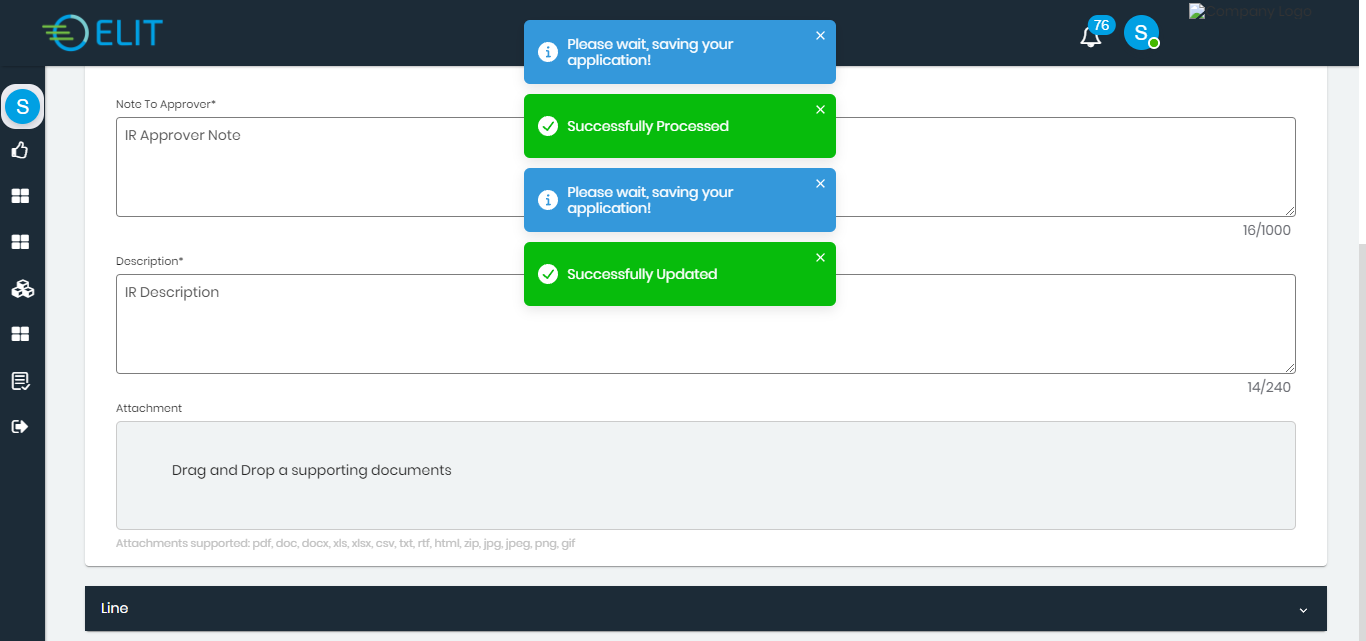 ELIT
76
S
Company Logo
S
Please wait, saving your
application!
Successfully Processed
Please wait, saving your
application!
Successfully Updated
Note To Approver*
IR Approver Note
16/1000
Description*
IR Description
14/240
Attachment
Drag and Drop a supporting documents
Attachments supported: pdf, doc, docx, xls, xlsx, csv, txt, rtf, html, zip, jpg, jpeg, png, gif
Line